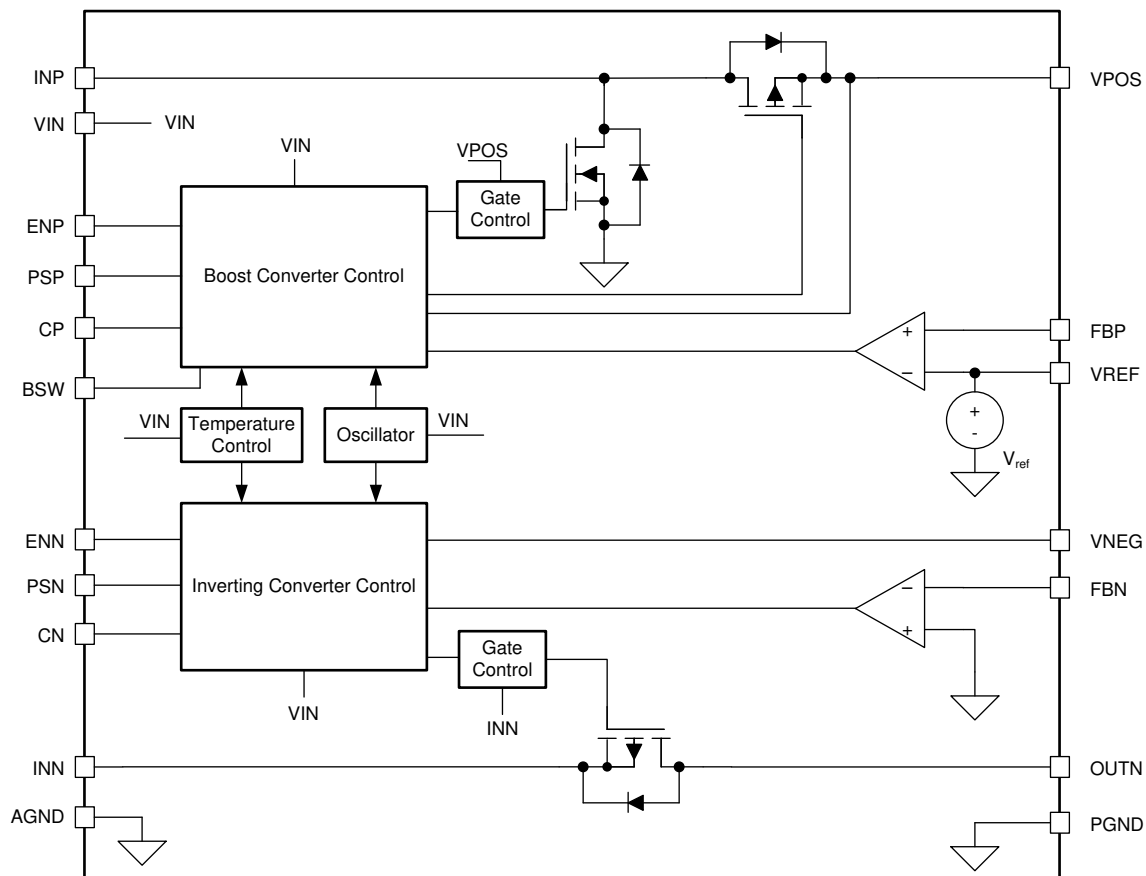 INP
VPOS
VIN
VIN
VIN
VPOS
Gate
Control
ENP
PSP
Boost Converter Control
CP
+
FBP
BSW
−
VREF
VIN
Temperature
Control
Oscillator
VIN
+
-
Vref
ENN
VNEG
PSN
Inverting Converter Control
−
FBN
CN
+
Gate
Control
VIN
INN
INN
OUTN
AGND
PGND